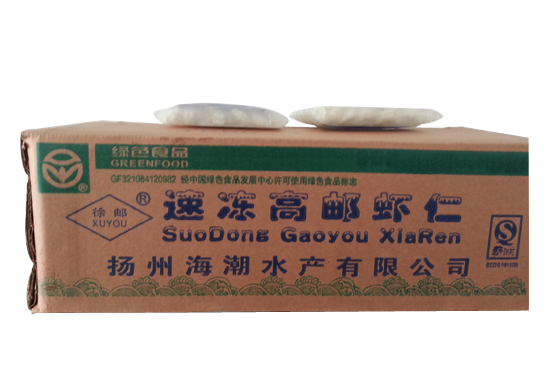 绿色食品
GREENFOOD
GF321084120982 经中国绿色食品发展中心许可使用绿色食品标志
徐邮
XUYOU
®
速冻高邮虾仁
SuoDong Gaoyou XiaRen
扬州海潮水产有限公司